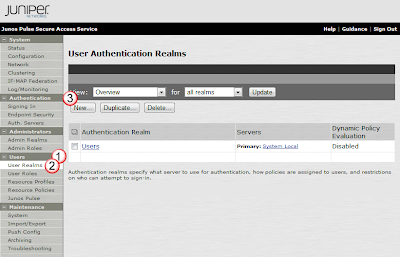 JUNIPER
NETWORKS
Junos Pulse Secure Access Service
Help | Guidance | Sign Out
System
Status
Configuration
Network
Clustering
IF-MAP Federation
Log/Monitoring
Authentication
Signing In
Endpoint Security
Auth. Servers
Administrators
Admin Realms
Admin Roles
Users
User Realms
User Roles
Resource Profiles
Resource Policies
Junos Pulse
Maintenance
System
Import/Export
Push Config
Archiving
Troubleshooting
1
2
User Authentication Realms
3
View: Overview for all realms Update
New... Duplicate... Delete...
Authentication Realm Servers Dynamic Policy Evaluation
Users Primary: System Local Disabled
Authentication realms specify what server to use for authentication, how policies are assigned to users, and restrictions
on who can attempt to sign-in.